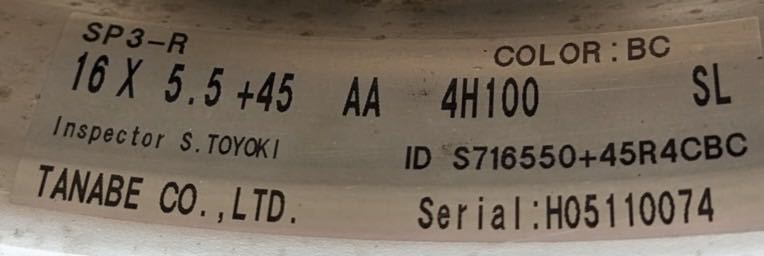 SP3-R COLOR:BC
16 X 5.5 +45 AA 4H100 SL
Inspector S.TOYOKI ID S716550+45R4CBC
TANABE CO.,LTD. Serial:H05110074